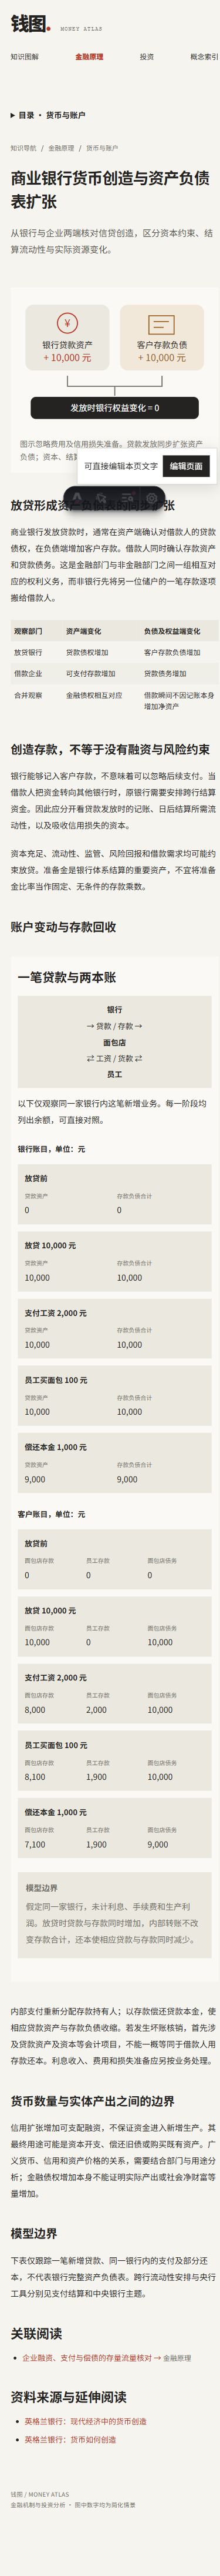 钱图. MONEY ATLAS
知识图解 金融原理 投资 概念索引
▶ 目录 · 货币与账户
知识导航 / 金融原理 / 货币与账户
商业银行货币创造与资产负债
表扩张
从银行与企业两端核对信贷创造，区分资本约束、结
算流动性与实际资源变化。
¥
银行贷款资产 客户存款负债
+ 10,000 元 + 10,000 元
发放时银行权益变化 = 0
图示忽略费用及信用损失准备。贷款发放同步扩张资产
负债；资本、结
可直接编辑本页文字 编辑页面
放贷形成资产负债表的同步扩张
商业银行发放贷款时，通常在资产端确认对借款人的贷款
债权，在负债端增加客户存款。借款人同时确认存款资产
和贷款债务。这是金融部门与非金融部门之间一组相互对
应的权利义务，而非银行先将另一位储户的一笔存款逐项
搬给借款人。
观察部门 资产端变化 负债及权益端变化
放贷银行 贷款债权增加 客户存款负债增加
借款企业 可支付存款增加 贷款债务增加
合并观察 金融债权相互对应 借款瞬间不因记账本身
增加净资产
创造存款，不等于没有融资与风险约束
银行能够记入客户存款，不意味着可以忽略后续支付。当
借款人把资金转向其他银行时，原银行需要安排跨行结算
资金。因此应分开看贷款发放时的记账、日后结算所需流
动性，以及吸收信用损失的资本。
资本充足、流动性、监管、风险回报和借款需求均可能约
束放贷。准备金是银行体系结算的重要资产，不宜将准备
金比率当作固定、无条件的存款乘数。
账户变动与存款回收
一笔贷款与两本账
银行
→ 贷款 / 存款 →
面包店
⇄ 工资 / 货款 ⇄
员工
以下仅观察同一家银行内这笔新增业务。每一阶段均
列出余额，可直接对照。
银行账目，单位：元
放贷前
贷款资产 存款负债合计
0 0
放贷 10,000 元
贷款资产 存款负债合计
10,000 10,000
支付工资 2,000 元
贷款资产 存款负债合计
10,000 10,000
员工买面包 100 元
贷款资产 存款负债合计
10,000 10,000
偿还本金 1,000 元
贷款资产 存款负债合计
9,000 9,000
客户账目，单位：元
放贷前
面包店存款 员工存款 面包店债务
0 0 0
放贷 10,000 元
面包店存款 员工存款 面包店债务
10,000 0 10,000
支付工资 2,000 元
面包店存款 员工存款 面包店债务
8,000 2,000 10,000
员工买面包 100 元
面包店存款 员工存款 面包店债务
8,100 1,900 10,000
偿还本金 1,000 元
面包店存款 员工存款 面包店债务
7,100 1,900 9,000
模型边界
假定同一家银行，未计利息、手续费和生产利
润。放贷时贷款与存款同时增加，内部转账不改
变存款合计，还本使相应贷款与存款同时减少。
内部支付重新分配存款持有人；以存款偿还贷款本金，使
相应贷款资产与存款负债收缩。若发生坏账核销，首先涉
及贷款资产及资本等会计项目，不能一概等同于借款人用
存款还本。利息收入、费用和损失准备应另按业务处理。
货币数量与实体产出之间的边界
信用扩张增加可支配融资，不保证资金进入新增生产。其
最终用途可能是资本开支、偿还旧债或购买既有资产。广
义货币、信用和资产价格的关系，需要结合部门与用途分
析；金融债权增加本身不能证明实际产出或社会净财富等
量增加。
模型边界
下表仅跟踪一笔新增贷款、同一银行内的支付及部分还
本，不代表银行完整资产负债表。跨行流动性安排与央行
工具分别见支付结算和中央银行主题。
关联阅读
• 企业融资、支付与偿债的存量流量核对 → 金融原理
资料来源与延伸阅读
• 英格兰银行：现代经济中的货币创造
• 英格兰银行：货币如何创造
钱图 / MONEY ATLAS
金融机制与投资分析 · 图中数字均为简化情景